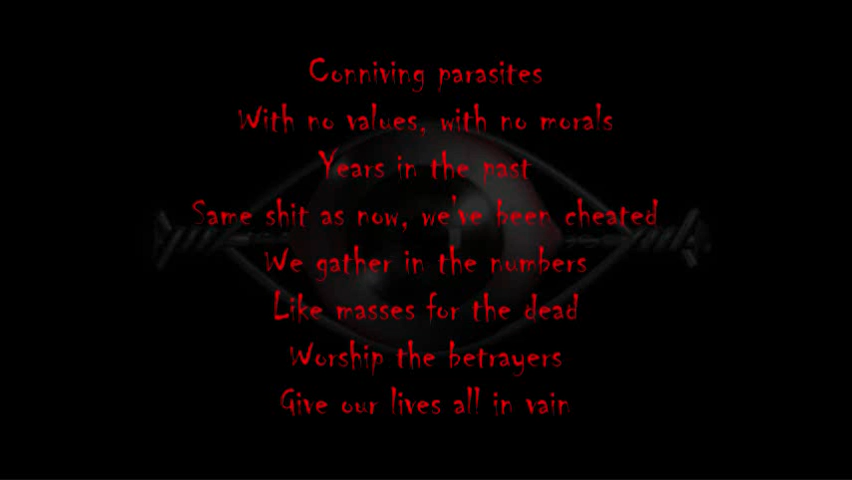 Conniving parasites
With no values, with no morals
Years in the past
Same shit as now, we've been cheated
We gather in the numbers
Like masses for the dead
Worship the betrayers
Give our lives all in vain